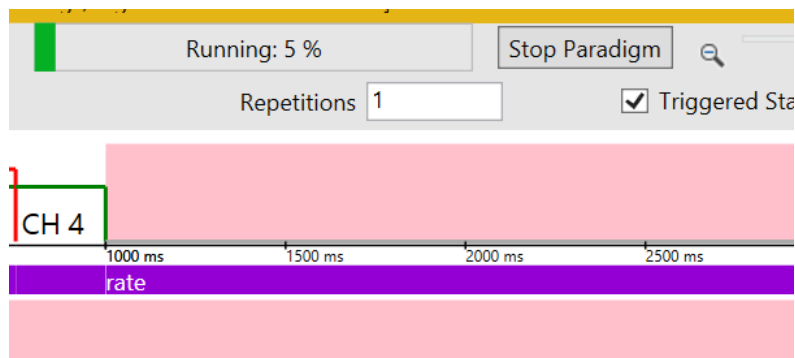 Running: 5 % Stop Paradigm
Repetitions 1 Triggered Sta
CH 4
1000 ms 1500 ms 2000 ms 2500 ms
rate